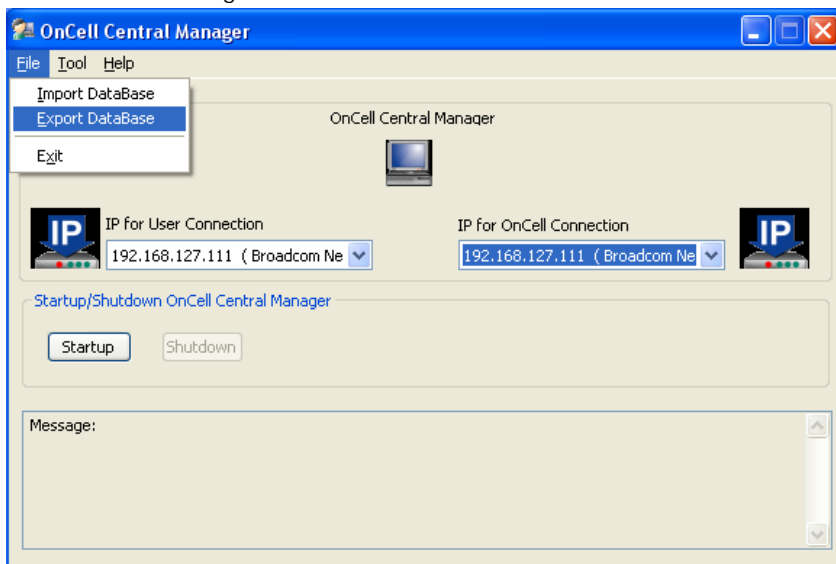 OnCell Central Manager
File Tool Help
Import DataBase
Export DataBase
Exit
OnCell Central Manager
IP
IP for User Connection
192.168.127.111 ( Broadcom Ne
IP for OnCell Connection
192.168.127.111 ( Broadcom Ne
IP
Startup/Shutdown OnCell Central Manager
Startup Shutdown
Message: